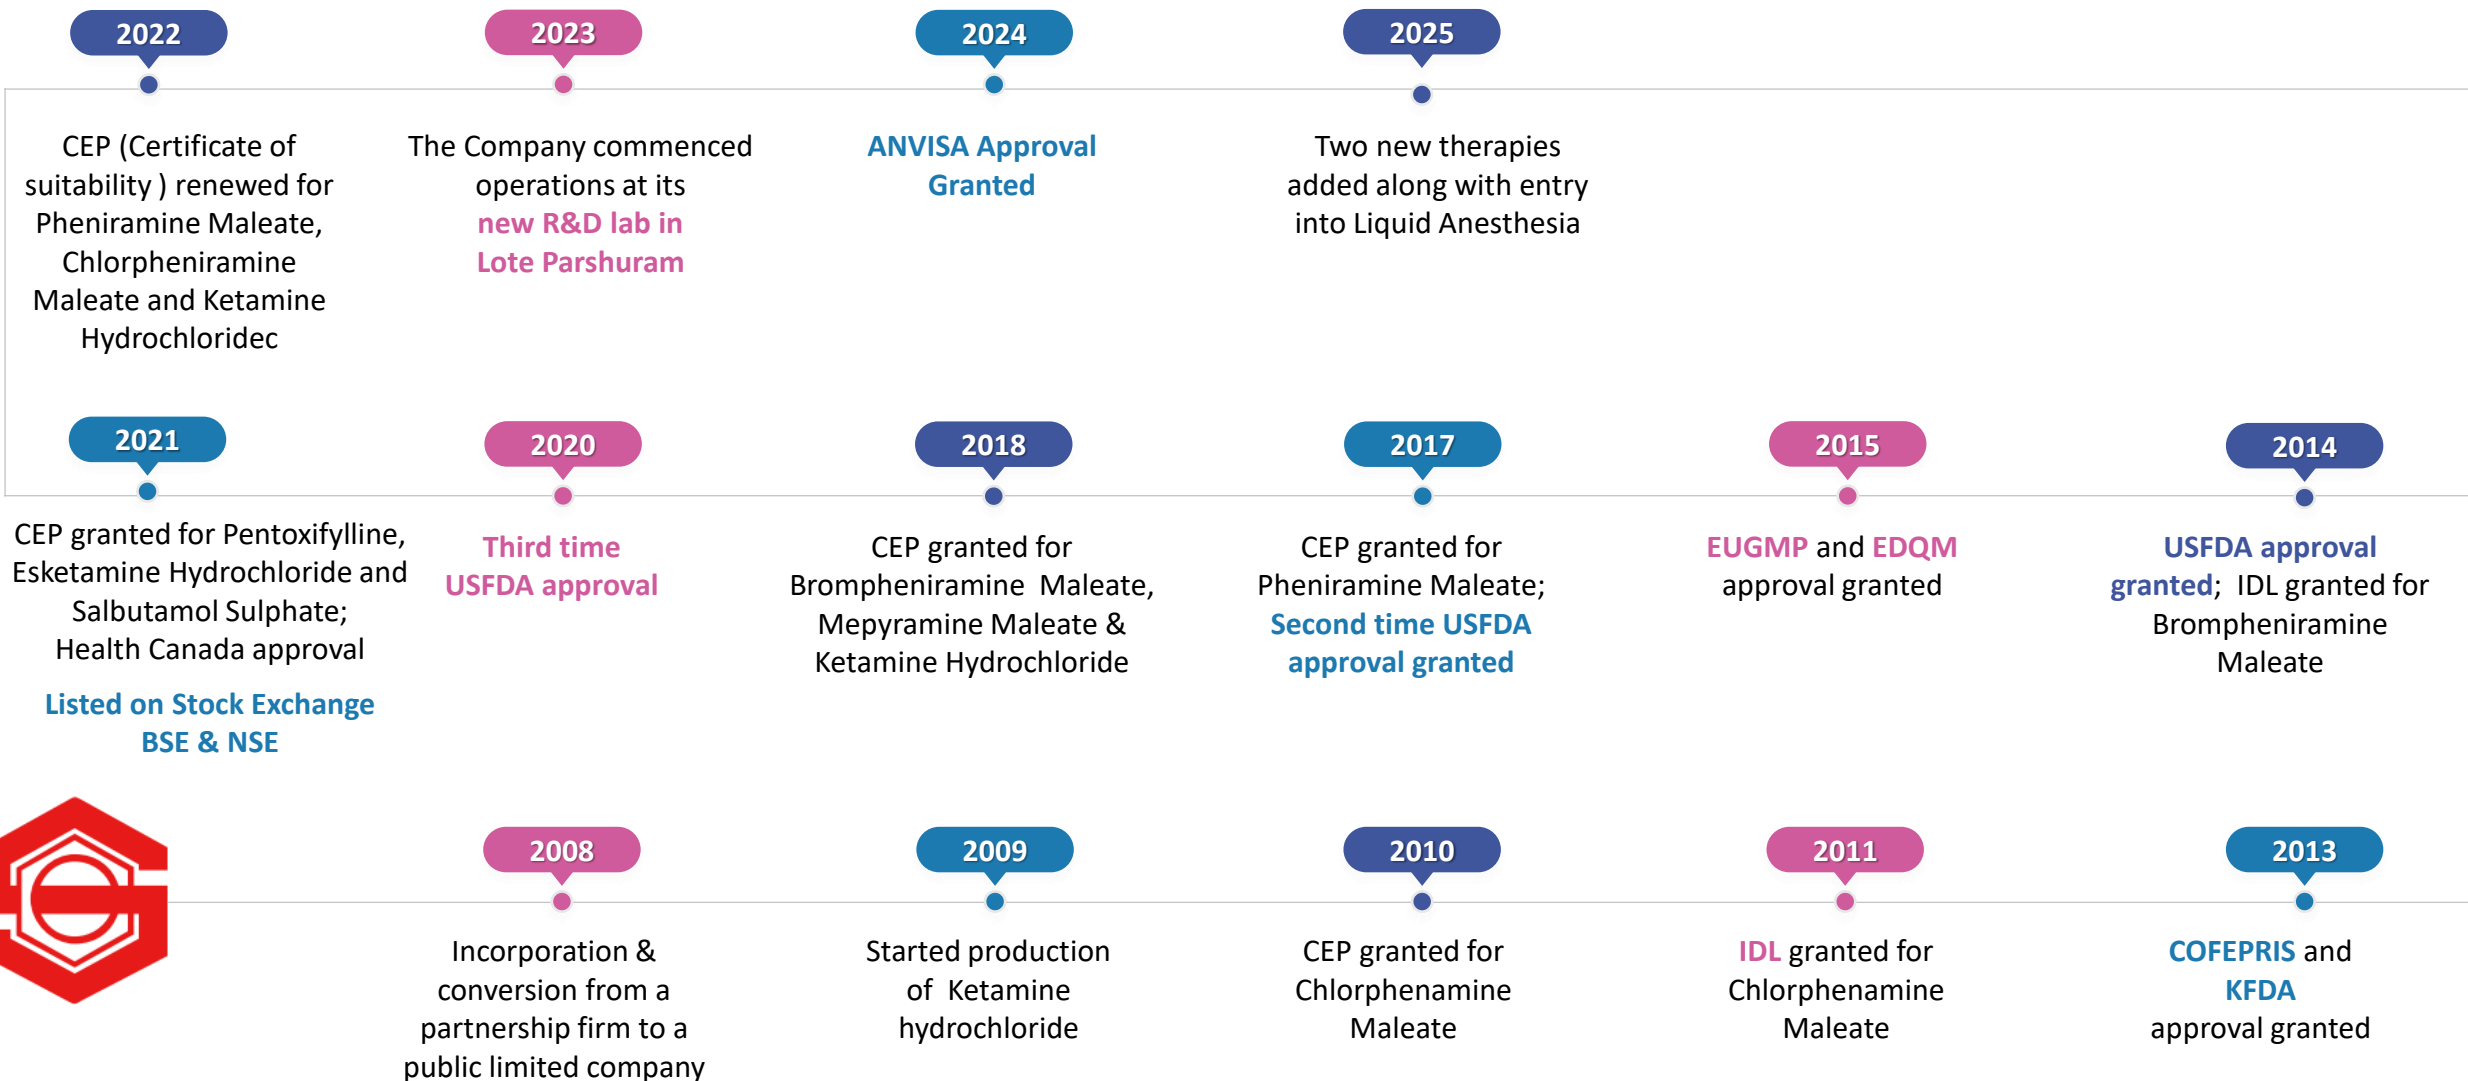 2022
CEP (Certificate of
suitability ) renewed for
Pheniramine Maleate,
Chlorpheniramine
Maleate and Ketamine
Hydrochloridec
2023
The Company commenced
operations at its
new R&D lab in
Lote Parshuram
2024
ANVISA Approval
Granted
2025
Two new therapies
added along with entry
into Liquid Anesthesia
2021
CEP granted for Pentoxifylline,
Esketamine Hydrochloride and
Salbutamol Sulphate;
Health Canada approval
Listed on Stock Exchange
BSE & NSE
2020
Third time
USFDA approval
2018
CEP granted for
Brompheniramine Maleate,
Mepyramine Maleate &
Ketamine Hydrochloride
2017
CEP granted for
Pheniramine Maleate;
Second time USFDA
approval granted
2015
EUGMP and EDQM
approval granted
2014
USFDA approval
granted; IDL granted for
Brompheniramine
Maleate
2008
Incorporation &
conversion from a
partnership firm to a
public limited company
2009
Started production
of Ketamine
hydrochloride
2010
CEP granted for
Chlorphenamine
Maleate
2011
IDL granted for
Chlorphenamine
Maleate
2013
COFEPRIS and
KFDA
approval granted